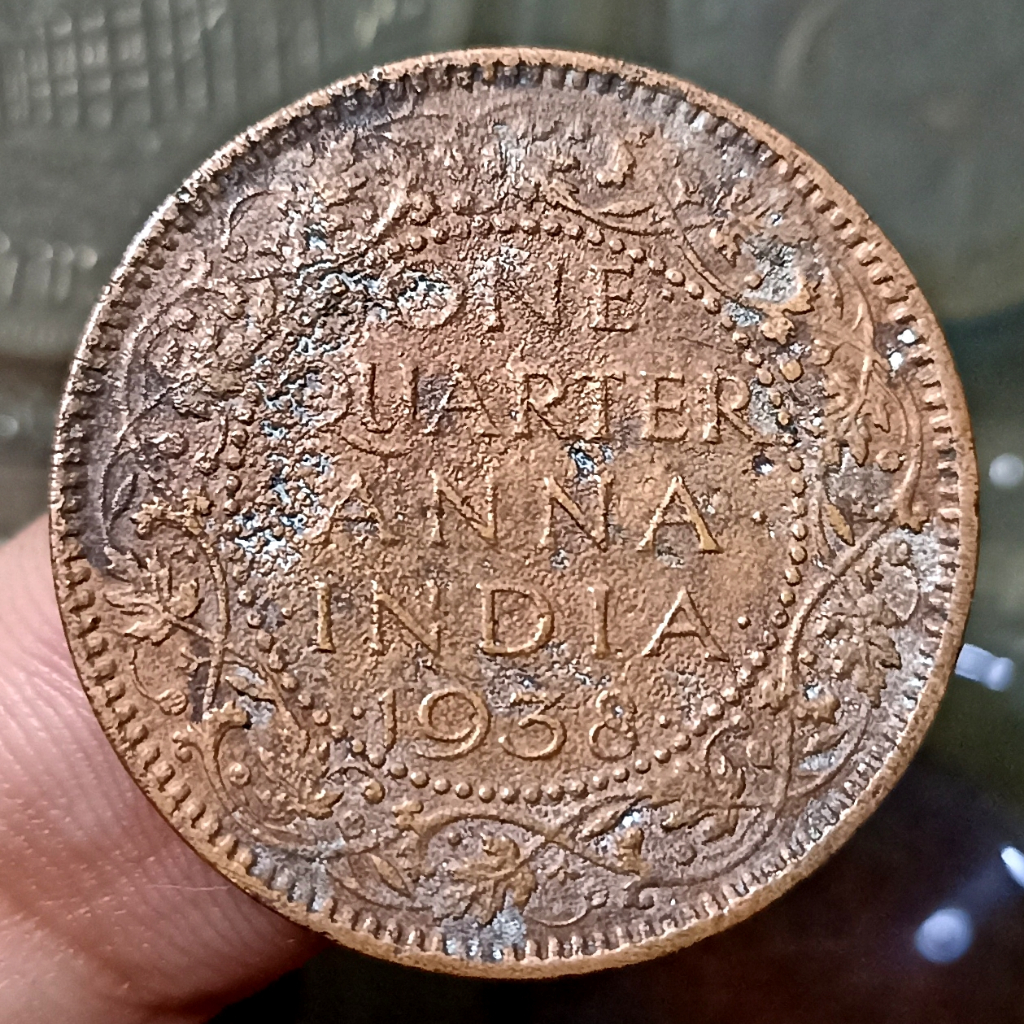 ONE
QUARTER
ANNA
INDIA
1938